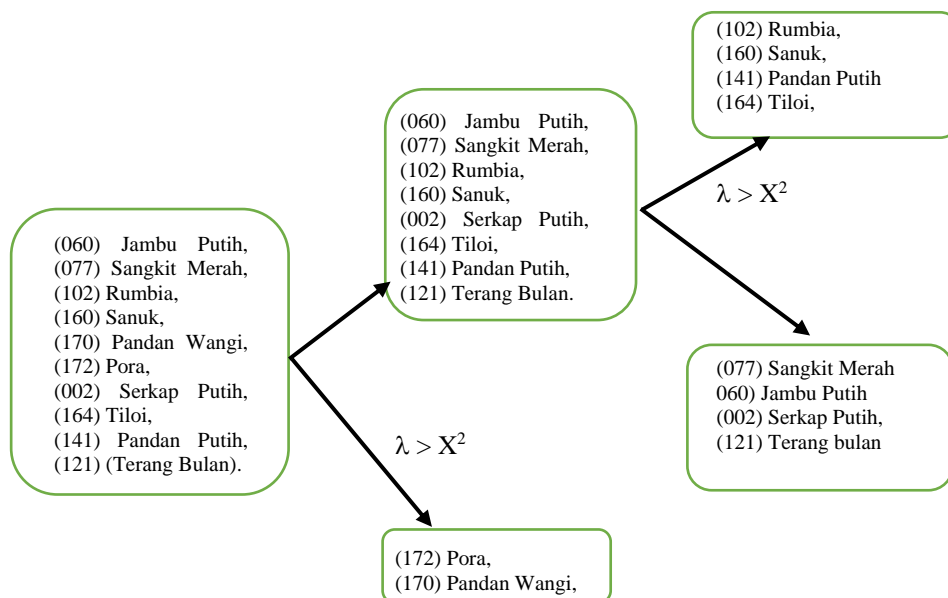 (060) Jambu Putih,
(077) Sangkit Merah,
(102) Rumbia,
(160) Sanuk,
(170) Pandan Wangi,
(172) Pora,
(002) Serkap Putih,
(164) Tiloi,
(141) Pandan Putih,
(121) (Terang Bulan).
(060) Jambu Putih,
(077) Sangkit Merah,
(102) Rumbia,
(160) Sanuk,
(002) Serkap Putih,
(164) Tiloi,
(141) Pandan Putih,
(121) Terang Bulan.
λ > X²
(172) Pora,
(170) Pandan Wangi,
(102) Rumbia,
(160) Sanuk,
(141) Pandan Putih
(164) Tiloi,
λ > X²
(077) Sangkit Merah
060) Jambu Putih
(002) Serkap Putih,
(121) Terang bulan